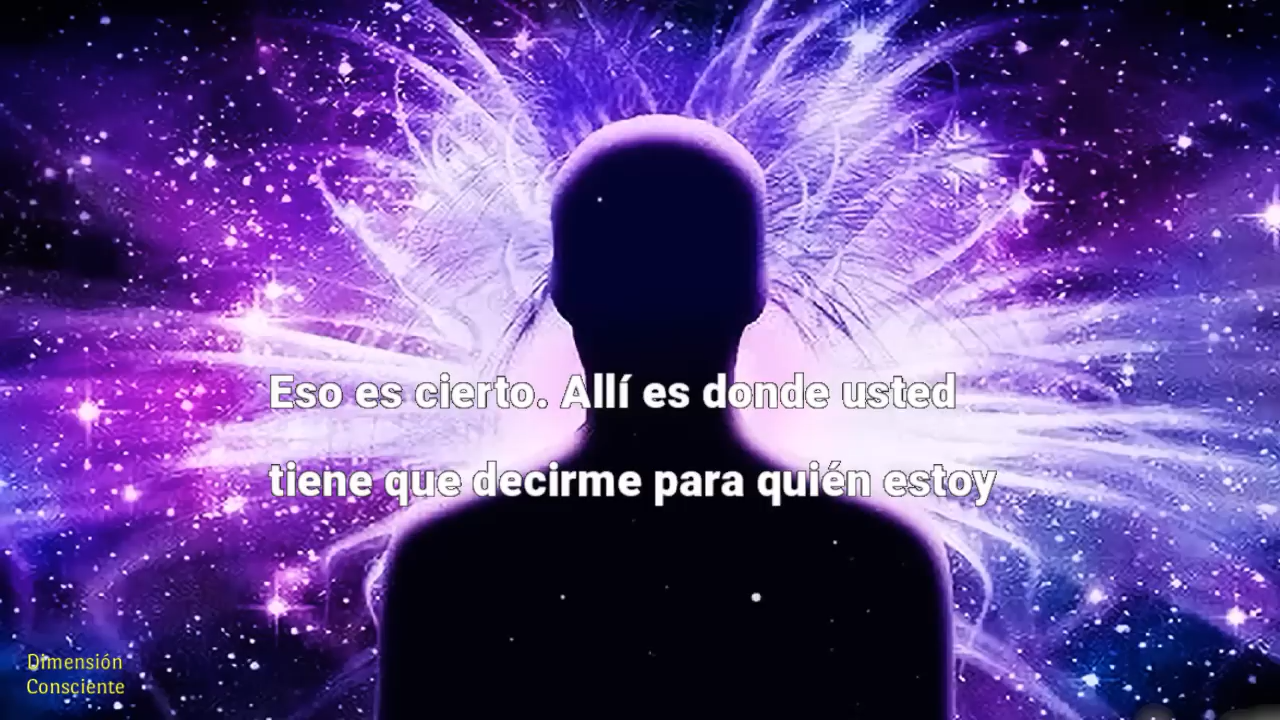 Eso es cierto. Allí es donde usted
tiene que decirme para quién estoy
Dimensión
Consciente